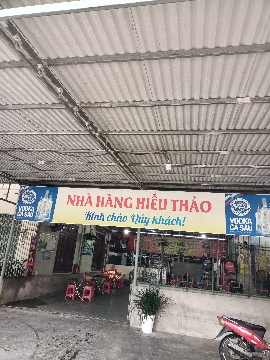 NHÀ HÀNG HIẾU THẢO
Kính chào Quý khách!
VODKA
CÁ SẤU
VODKA
CÁ SẤU